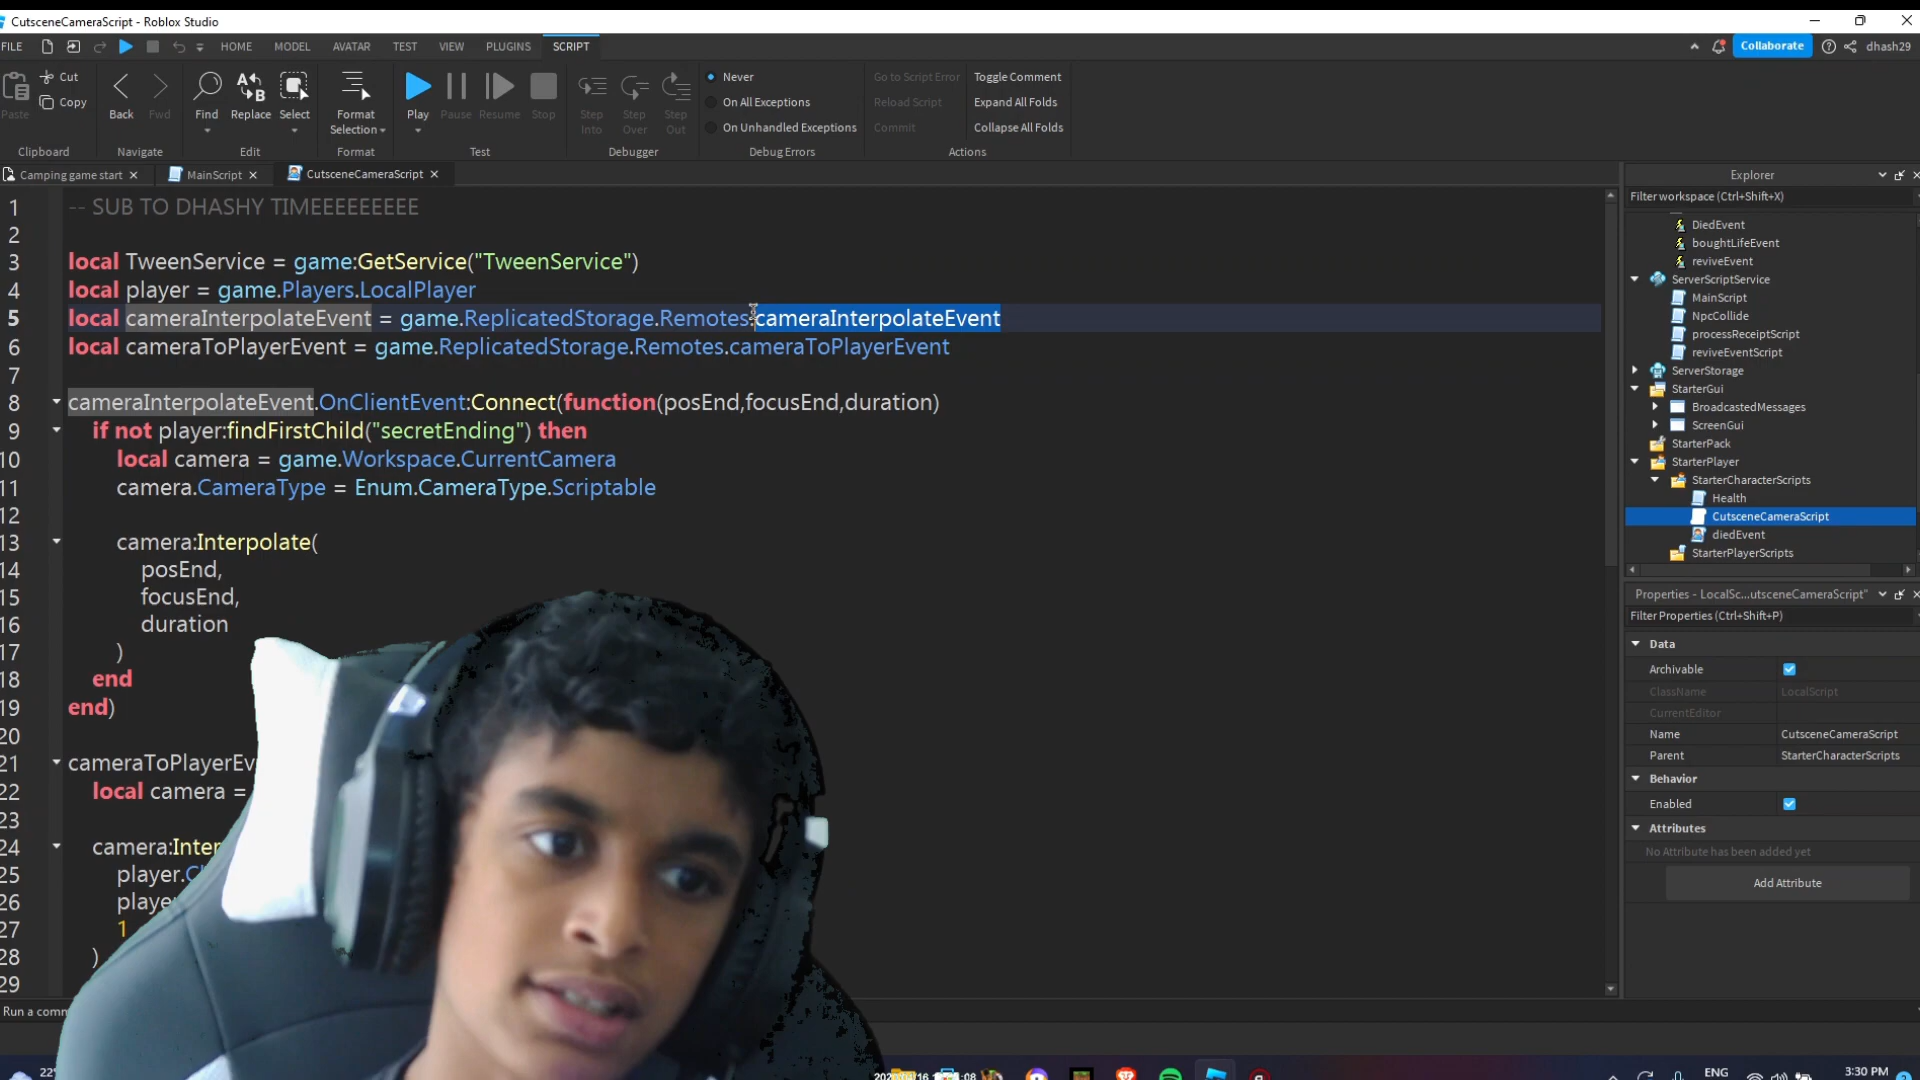 CutsceneCameraScript - Roblox Studio
FILE HOME MODEL AVATAR TEST VIEW PLUGINS SCRIPT Collaborate dhash29
Cut
Copy
Paste
Clipboard
Back Fwd
Navigate
Find Replace Select
Edit
Format
Selection
Format
Play Pause Resume Stop
Test
Step
Into
Step
Over
Step
Out
Debugger
Never
On All Exceptions
On Unhandled Exceptions
Debug Errors
Go to Script Error
Reload Script
Commit
Toggle Comment
Expand All Folds
Collapse All Folds
Actions
Camping game start MainScript CutsceneCameraScript
1 -- SUB TO DHASHY TIMEEEEEEEEE
2
3 local TweenService = game:GetService("TweenService")
4 local player = game.Players.LocalPlayer
5 local cameraInterpolateEvent = game.ReplicatedStorage.Remotes.cameraInterpolateEvent
6 local cameraToPlayerEvent = game.ReplicatedStorage.Remotes.cameraToPlayerEvent
7
8 cameraInterpolateEvent.OnClientEvent:Connect(function(posEnd,focusEnd,duration)
9 if not player:findFirstChild("secretEnding") then
10 local camera = game.Workspace.CurrentCamera
11 camera.CameraType = Enum.CameraType.Scriptable
12
13 camera:Interpolate(
14 posEnd,
15 focusEnd,
16 duration
17 )
18 end
19 end)
20
21 cameraToPlayerEv
22 local camera =
23
24 camera:Inter
25 player.C
26 playe
27 1
28 )
29
Run a comm
Explorer
Filter workspace (Ctrl+Shift+X)
DiedEvent
boughtLifeEvent
reviveEvent
ServerScriptService
MainScript
NpcCollide
processReceiptScript
reviveEventScript
ServerStorage
StarterGui
BroadcastedMessages
ScreenGui
StarterPack
StarterPlayer
StarterCharacterScripts
Health
CutsceneCameraScript
diedEvent
StarterPlayerScripts
Properties - LocalSc...utsceneCameraScript"
Filter Properties (Ctrl+Shift+P)
Data
Archivable
ClassName LocalScript
CurrentEditor
Name CutsceneCameraScript
Parent StarterCharacterScripts
Behavior
Enabled
Attributes
No Attribute has been added yet
Add Attribute
22°
ENG
3:30 PM